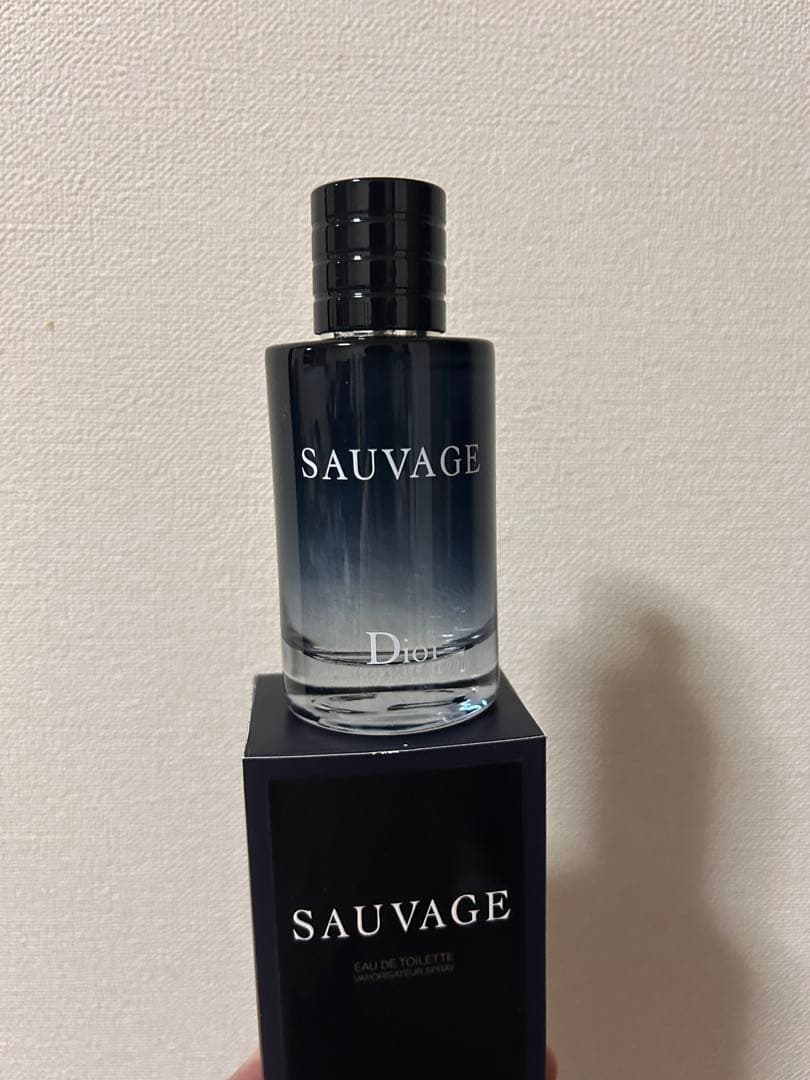 SAUVAGE
Dior
SAUVAGE
EAU DE TOILETTE
VAPORISATEUR SPRAY